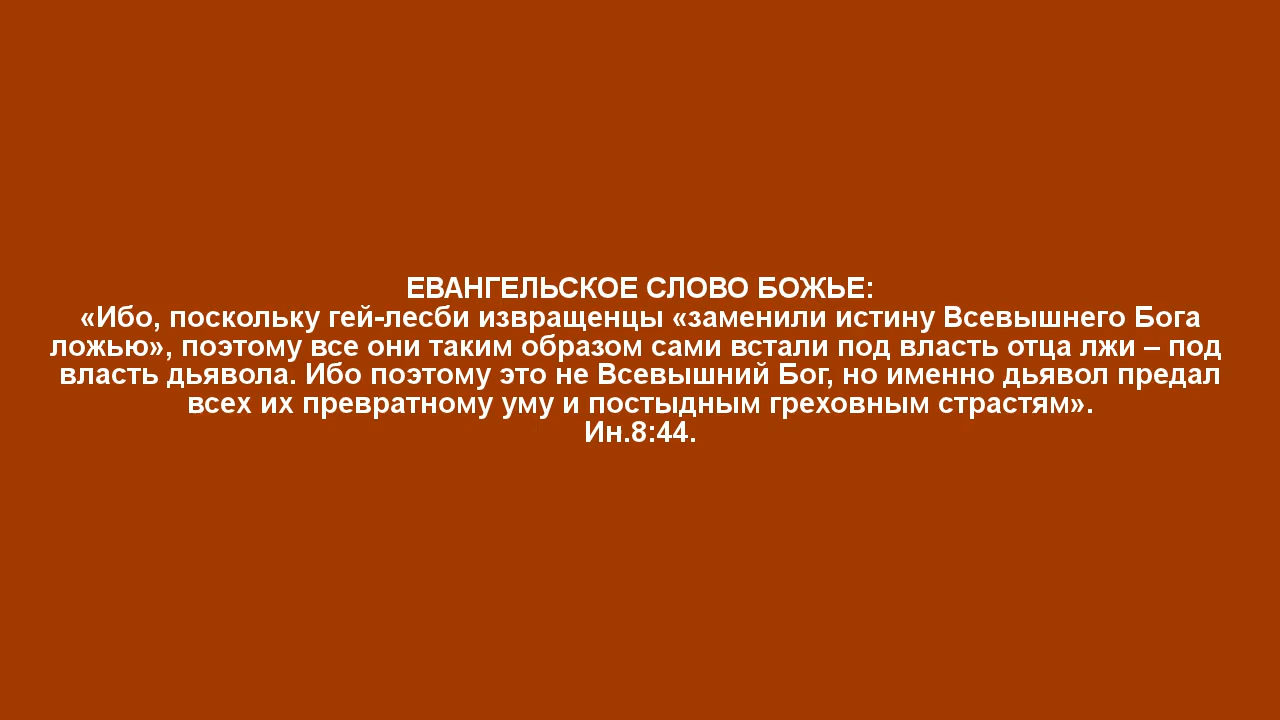 ЕВАНГЕЛЬСКОЕ СЛОВО БОЖЬЕ:
«Ибо, поскольку гей-лесби извращенцы «заменили истину Всевышнего Бога
ложью», поэтому все они таким образом сами встали под власть отца лжи – под
власть дьявола. Ибо поэтому это не Всевышний Бог, но именно дьявол предал
всех их превратному уму и постыдным греховным страстям».
Ин.8:44.